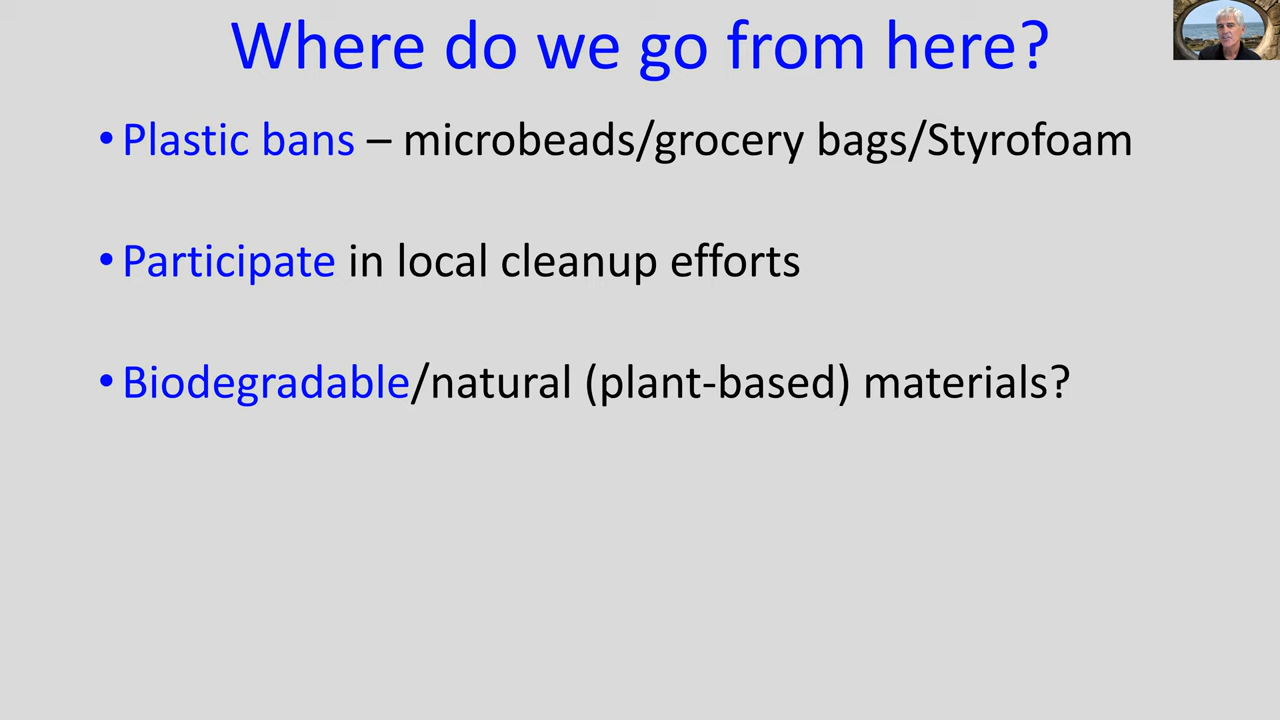 Where do we go from here?
•Plastic bans – microbeads/grocery bags/Styrofoam
•Participate in local cleanup efforts
•Biodegradable/natural (plant-based) materials?